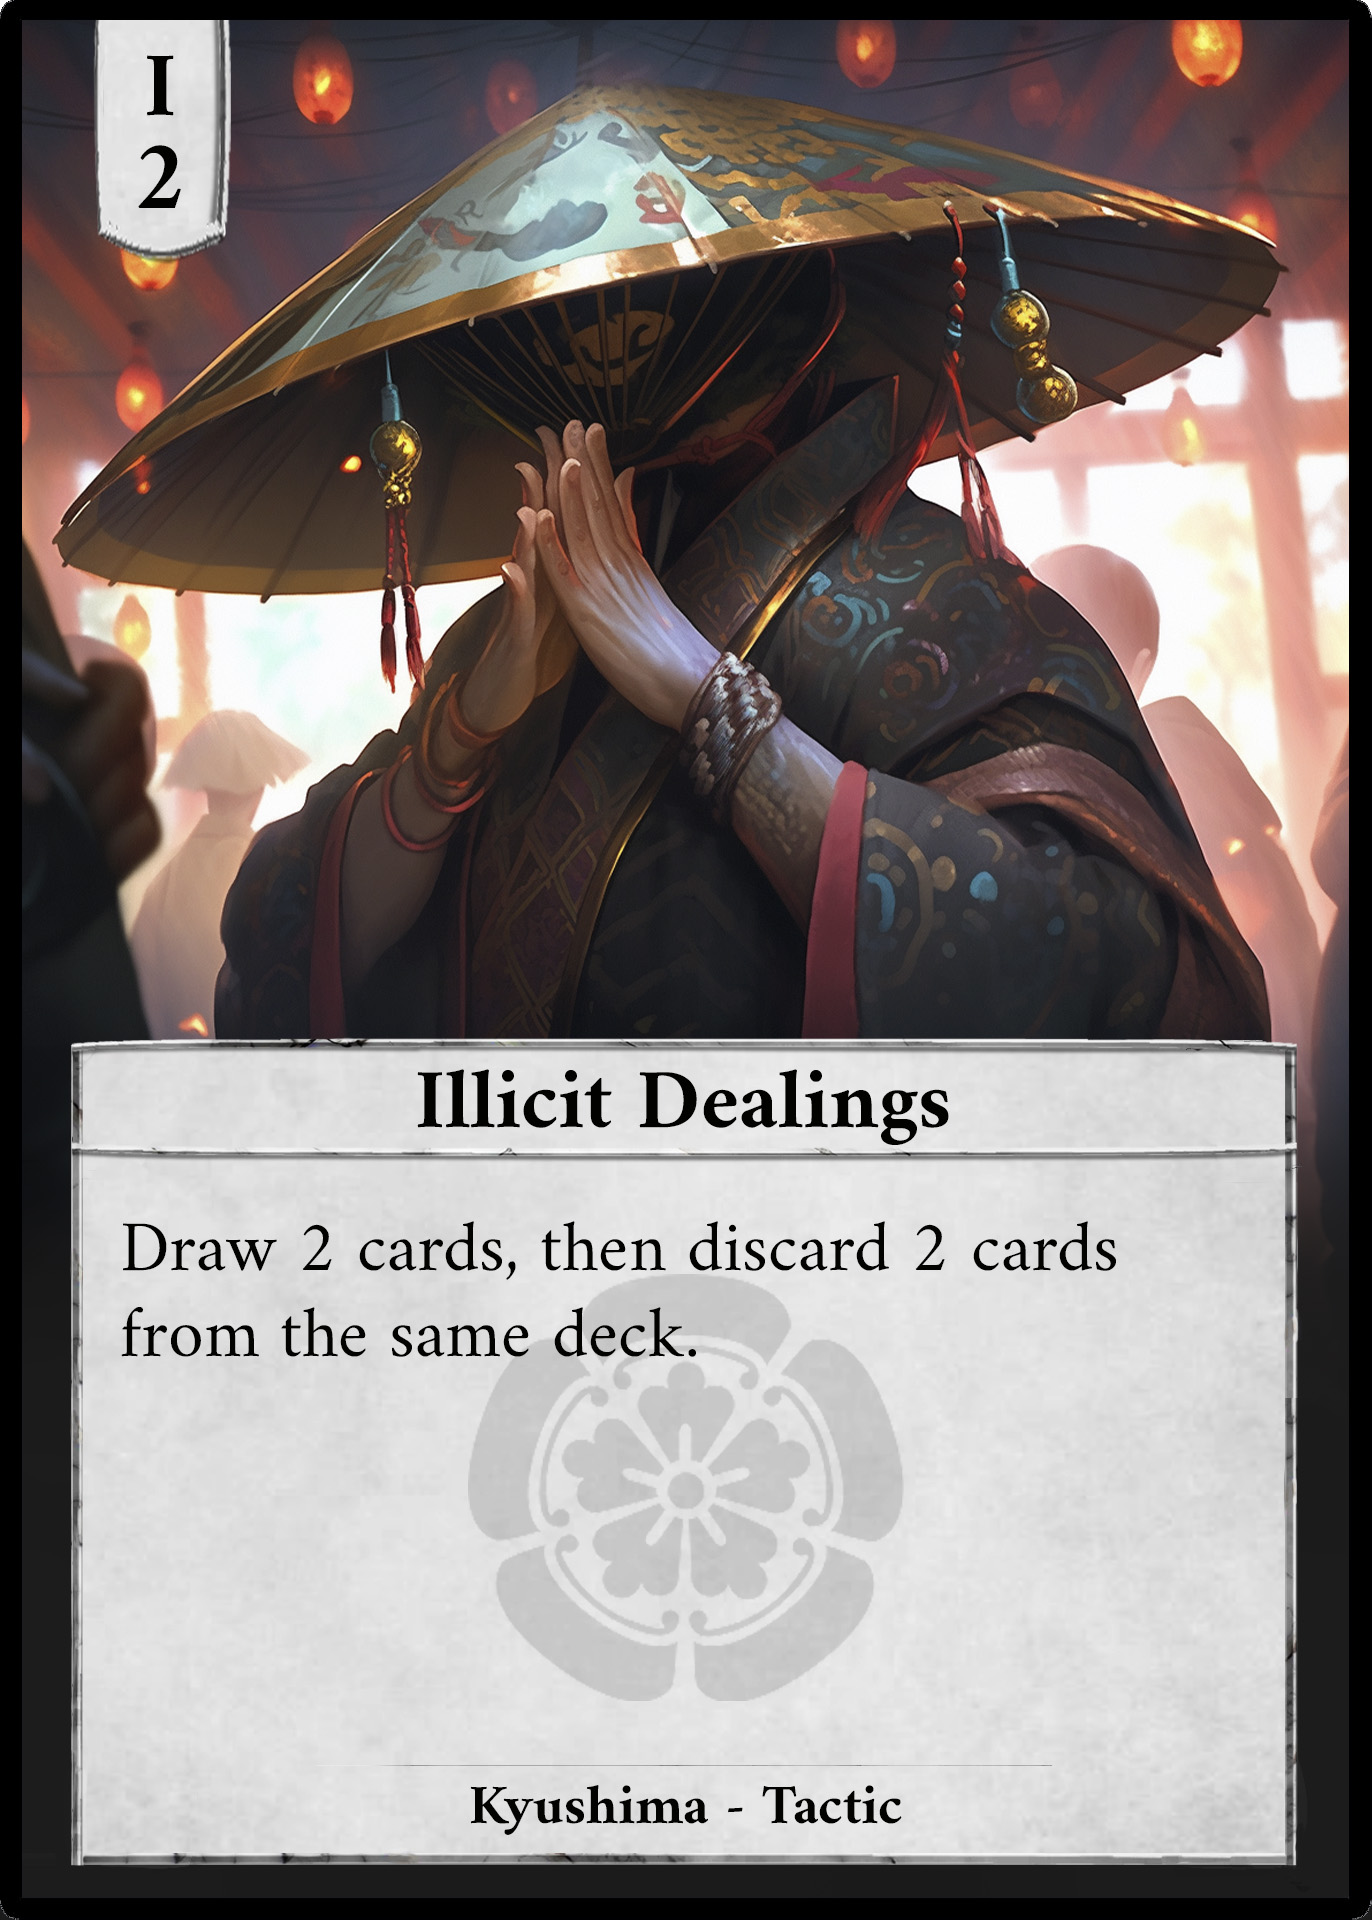 I
2
Illicit Dealings
Draw 2 cards, then discard 2 cards
from the same deck.
Kyushima - Tactic